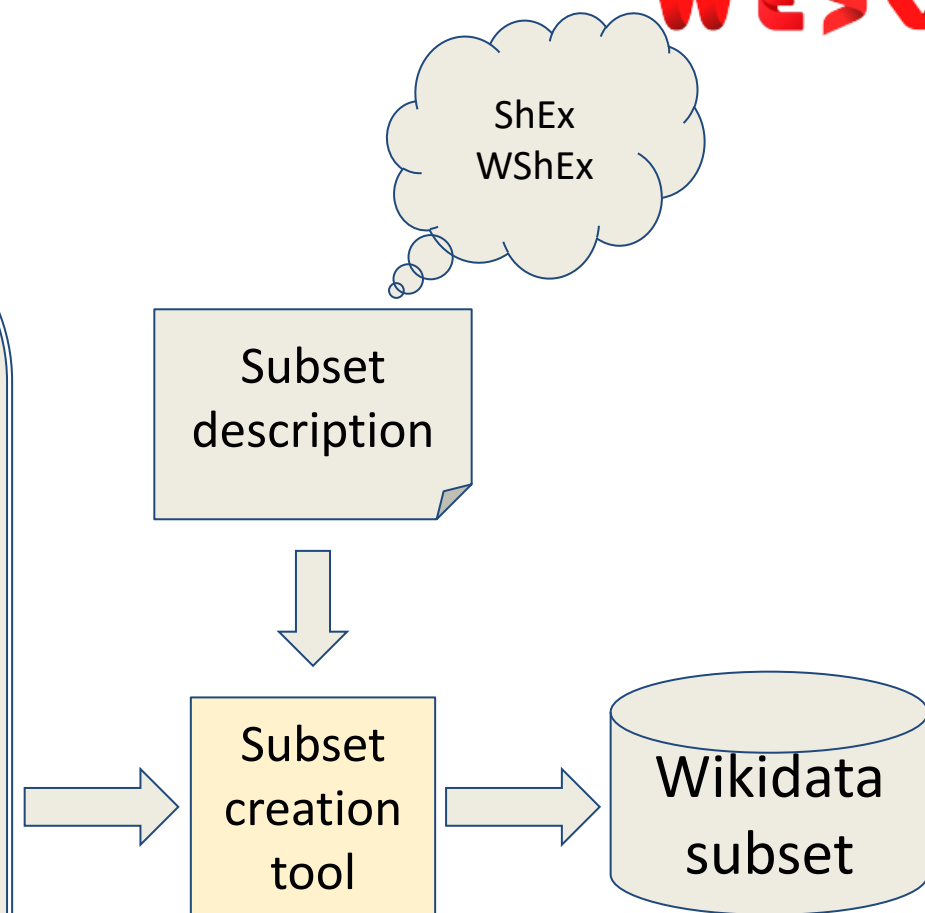 ShEx
WShEx
Subset
description
Subset
creation
tool
Wikidata
subset